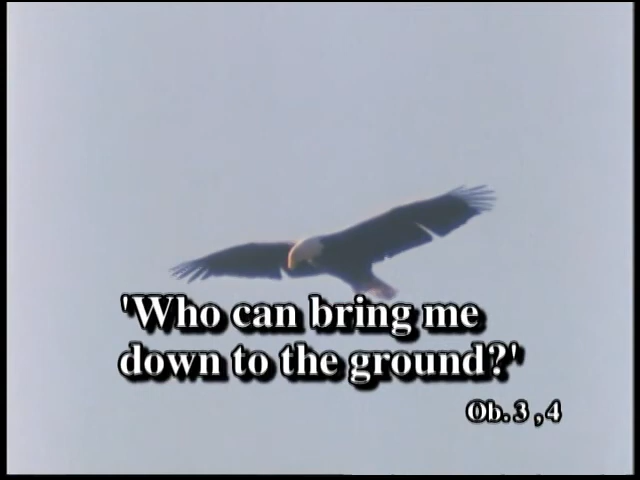 'Who can bring me
down to the ground?'
Ob. 3 , 4